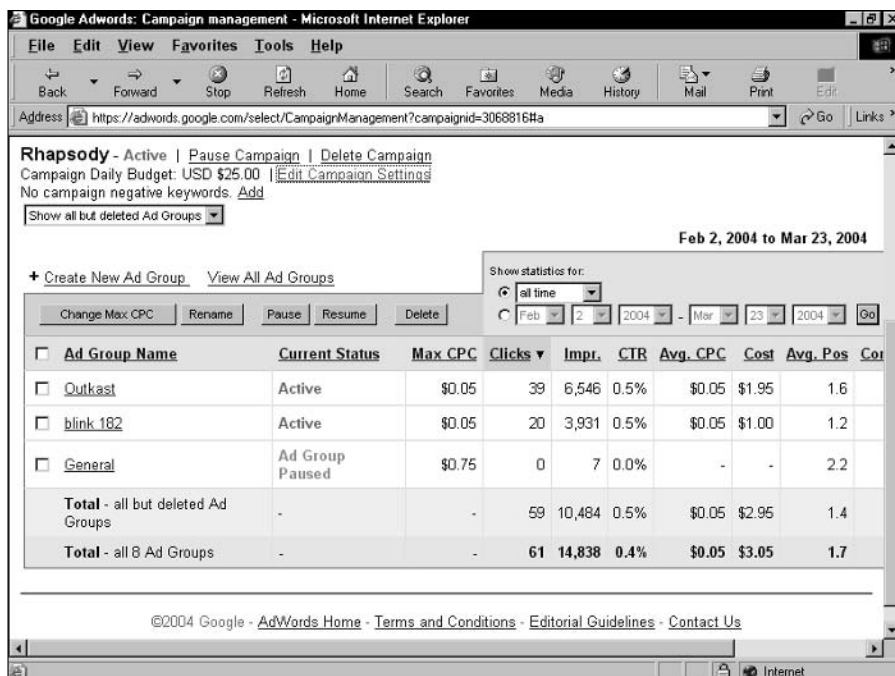 Google Adwords: Campaign management - Microsoft Internet Explorer
File Edit View Favorites Tools Help
Back Forward Stop Refresh Home Search Favorites Media History Mail Print Edit
Address https://adwords.google.com/select/CampaignManagement?campaignid=3068816#a Go Links
Rhapsody - Active | Pause Campaign | Delete Campaign
Campaign Daily Budget: USD $25.00 | Edit Campaign Settings
No campaign negative keywords. Add
Show all but deleted Ad Groups
Feb 2, 2004 to Mar 23, 2004
+ Create New Ad Group View All Ad Groups
Show statistics for:
all time
Change Max CPC Rename Pause Resume Delete
Feb 2 2004 - Mar 23 2004 Go
Ad Group Name Current Status Max CPC Clicks ▼ Impr. CTR Avg. CPC Cost Avg. Pos
Outkast Active $0.05 39 6,546 0.5% $0.05 $1.95 1.6
blink 182 Active $0.05 20 3,931 0.5% $0.05 $1.00 1.2
General Ad Group Paused $0.75 0 7 0.0% - - 2.2
Total - all but deleted Ad Groups - - 59 10,484 0.5% $0.05 $2.95 1.4
Total - all 8 Ad Groups - - 61 14,838 0.4% $0.05 $3.05 1.7
©2004 Google - AdWords Home - Terms and Conditions - Editorial Guidelines - Contact Us
Internet